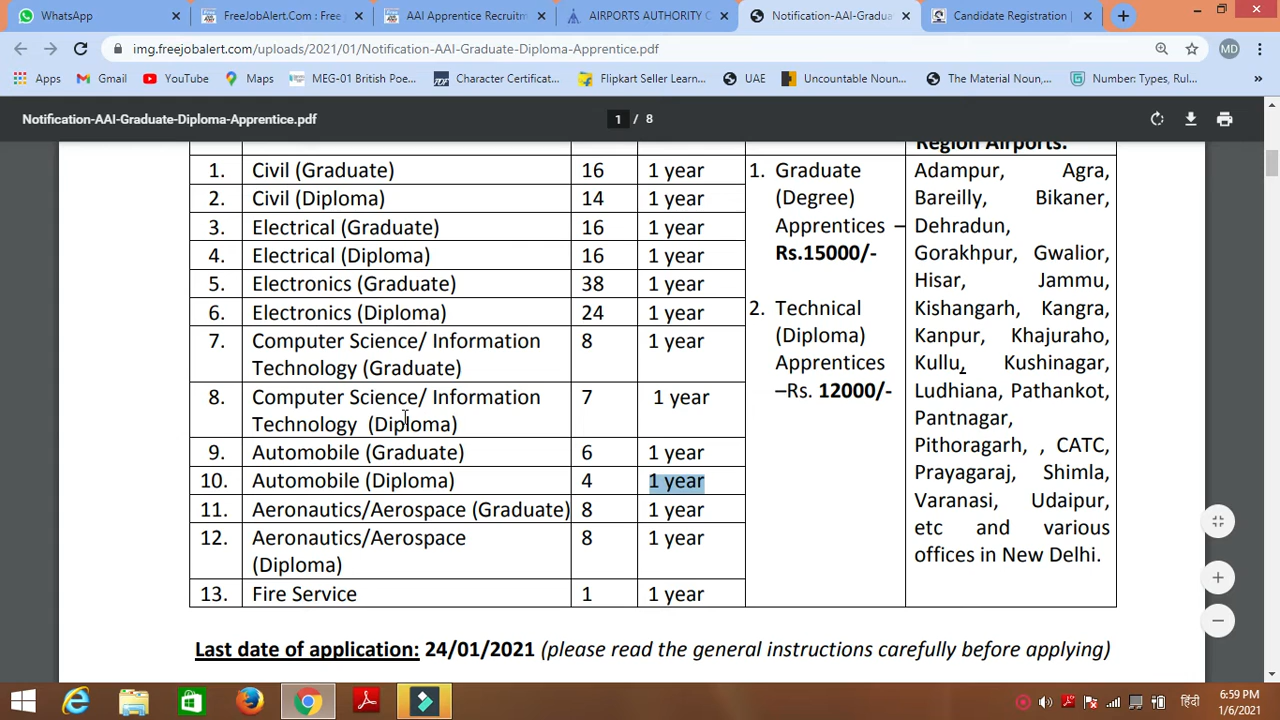 WhatsApp
FreeJobAlert.Com : Free
AAI Apprentice Recruitm
AIRPORTS AUTHORITY C
Notification-AAI-Gradua
Candidate Registration
img.freejobalert.com/uploads/2021/01/Notification-AAI-Graduate-Diploma-Apprentice.pdf
MD
Apps
Gmail
YouTube
Maps
MEG-01 British Poe...
Character Certificat...
Flipkart Seller Learn...
UAE
Uncountable Noun...
The Material Noun,...
Number: Types, Rul...
»
Notification-AAI-Graduate-Diploma-Apprentice.pdf
1 / 8
Region Airports.
1. Civil (Graduate) 16 1 year
2. Civil (Diploma) 14 1 year
3. Electrical (Graduate) 16 1 year
4. Electrical (Diploma) 16 1 year
5. Electronics (Graduate) 38 1 year
6. Electronics (Diploma) 24 1 year
7. Computer Science/ Information 8 1 year
Technology (Graduate)
8. Computer Science/ Information 7 1 year
Technology (Diploma)
9. Automobile (Graduate) 6 1 year
10. Automobile (Diploma) 4 1 year
11. Aeronautics/Aerospace (Graduate) 8 1 year
12. Aeronautics/Aerospace 8 1 year
(Diploma)
13. Fire Service 1 1 year
1. Graduate
(Degree)
Apprentices –
Rs.15000/-
2. Technical
(Diploma)
Apprentices
–Rs. 12000/-
Adampur, Agra,
Bareilly, Bikaner,
Dehradun,
Gorakhpur, Gwalior,
Hisar, Jammu,
Kishangarh, Kangra,
Kanpur, Khajuraho,
Kullu, Kushinagar,
Ludhiana, Pathankot,
Pantnagar,
Pithoragarh, , CATC,
Prayagaraj, Shimla,
Varanasi, Udaipur,
etc and various
offices in New Delhi.
Last date of application: 24/01/2021 (please read the general instructions carefully before applying)
हिंदी
6:59 PM
1/6/2021